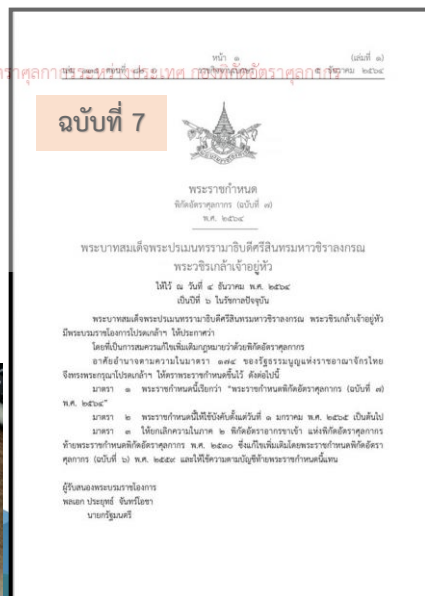 หน้า ๑
(เล่มที่ ๑)
ราชกิจจานุเบกษา
ธันวาคม ๒๕๖๔
ฉบับที่ 7
พระราชกำหนด
พิกัดอัตราศุลกากร (ฉบับที่ ๗)
พ.ศ. ๒๕๖๔
พระบาทสมเด็จพระปรเมนทรรามาธิบดีศรีสินทรมหาวชิราลงกรณ
พระวชิรเกล้าเจ้าอยู่หัว
ให้ไว้ ณ วันที่ ๔ ธันวาคม พ.ศ. ๒๕๖๔
เป็นปีที่ ๖ ในรัชกาลปัจจุบัน
พระบาทสมเด็จพระปรเมนทรรามาธิบดีศรีสินทรมหาวชิราลงกรณ พระวชิรเกล้าเจ้าอยู่หัว
มีพระบรมราชโองการโปรดเกล้าฯ ให้ประกาศว่า
โดยที่เป็นการสมควรแก้ไขเพิ่มเติมกฎหมายว่าด้วยพิกัดอัตราศุลกากร
อาศัยอำนาจตามความในมาตรา ๑๗๔ ของรัฐธรรมนูญแห่งราชอาณาจักรไทย
จึงทรงพระกรุณาโปรดเกล้าฯ ให้ตราพระราชกำหนดขึ้นไว้ ดังต่อไปนี้
มาตรา ๑ พระราชกำหนดนี้เรียกว่า “พระราชกำหนดพิกัดอัตราศุลกากร (ฉบับที่ ๗)
พ.ศ. ๒๕๖๔”
มาตรา ๒ พระราชกำหนดนี้ให้ใช้บังคับตั้งแต่วันที่ ๑ มกราคม พ.ศ. ๒๕๖๕ เป็นต้นไป
มาตรา ๓ ให้ยกเลิกความในภาค ๒ พิกัดอัตราอากรขาเข้า แห่งพิกัดอัตราศุลกากร
ท้ายพระราชกำหนดพิกัดอัตราศุลกากร พ.ศ. ๒๕๓๐ ซึ่งแก้ไขเพิ่มเติมโดยพระราชกำหนดพิกัดอัตรา
ศุลกากร (ฉบับที่ ๖) พ.ศ. ๒๕๕๙ และให้ใช้ความตามบัญชีท้ายพระราชกำหนดนี้แทน
ผู้รับสนองพระบรมราชโองการ
พลเอก ประยุทธ์ จันทร์โอชา
นายกรัฐมนตรี